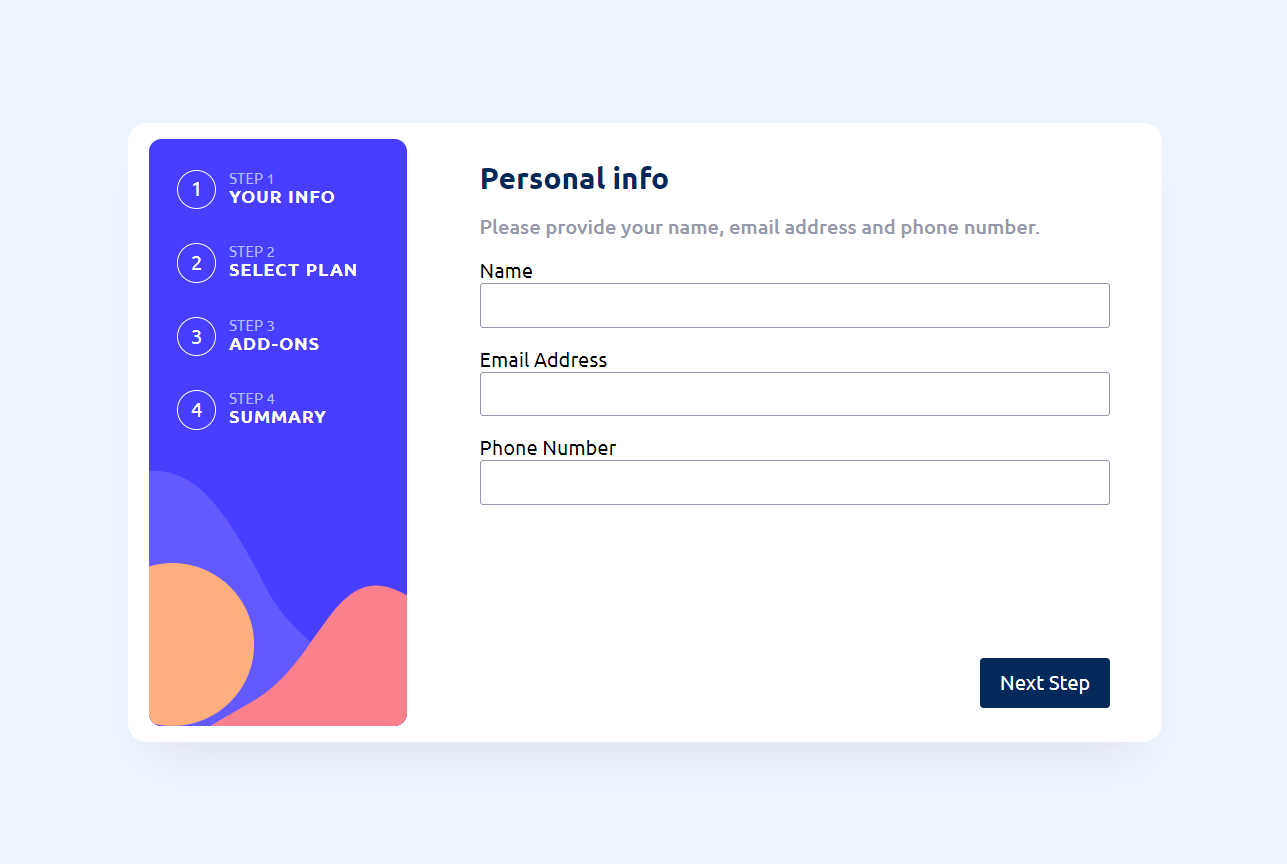 1
STEP 1
YOUR INFO
2
STEP 2
SELECT PLAN
3
STEP 3
ADD-ONS
4
STEP 4
SUMMARY
Personal info
Please provide your name, email address and phone number.
Name
Email Address
Phone Number
Next Step